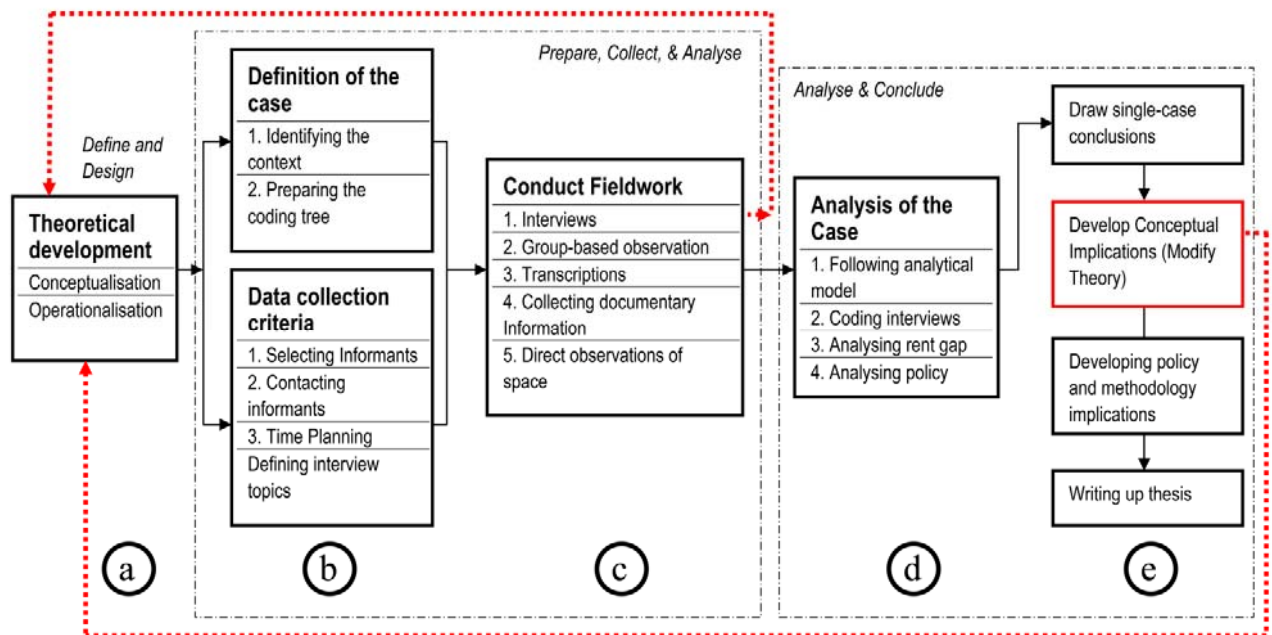 Define and
Design
Theoretical
development
Conceptualisation
Operationalisation
Prepare, Collect, & Analyse
Definition of the
case
1. Identifying the
context
2. Preparing the
coding tree
Data collection
criteria
1. Selecting Informants
2. Contacting
informants
3. Time Planning
Defining interview
topics
Conduct Fieldwork
1. Interviews
2. Group-based observation
3. Transcriptions
4. Collecting documentary
Information
5. Direct observations of
space
Analyse & Conclude
Analysis of the
Case
1. Following analytical
model
2. Coding interviews
3. Analysing rent gap
4. Analysing policy
Draw single-case
conclusions
Develop Conceptual
Implications (Modify
Theory)
Developing policy
and methodology
implications
Writing up thesis
a
b
c
d
e